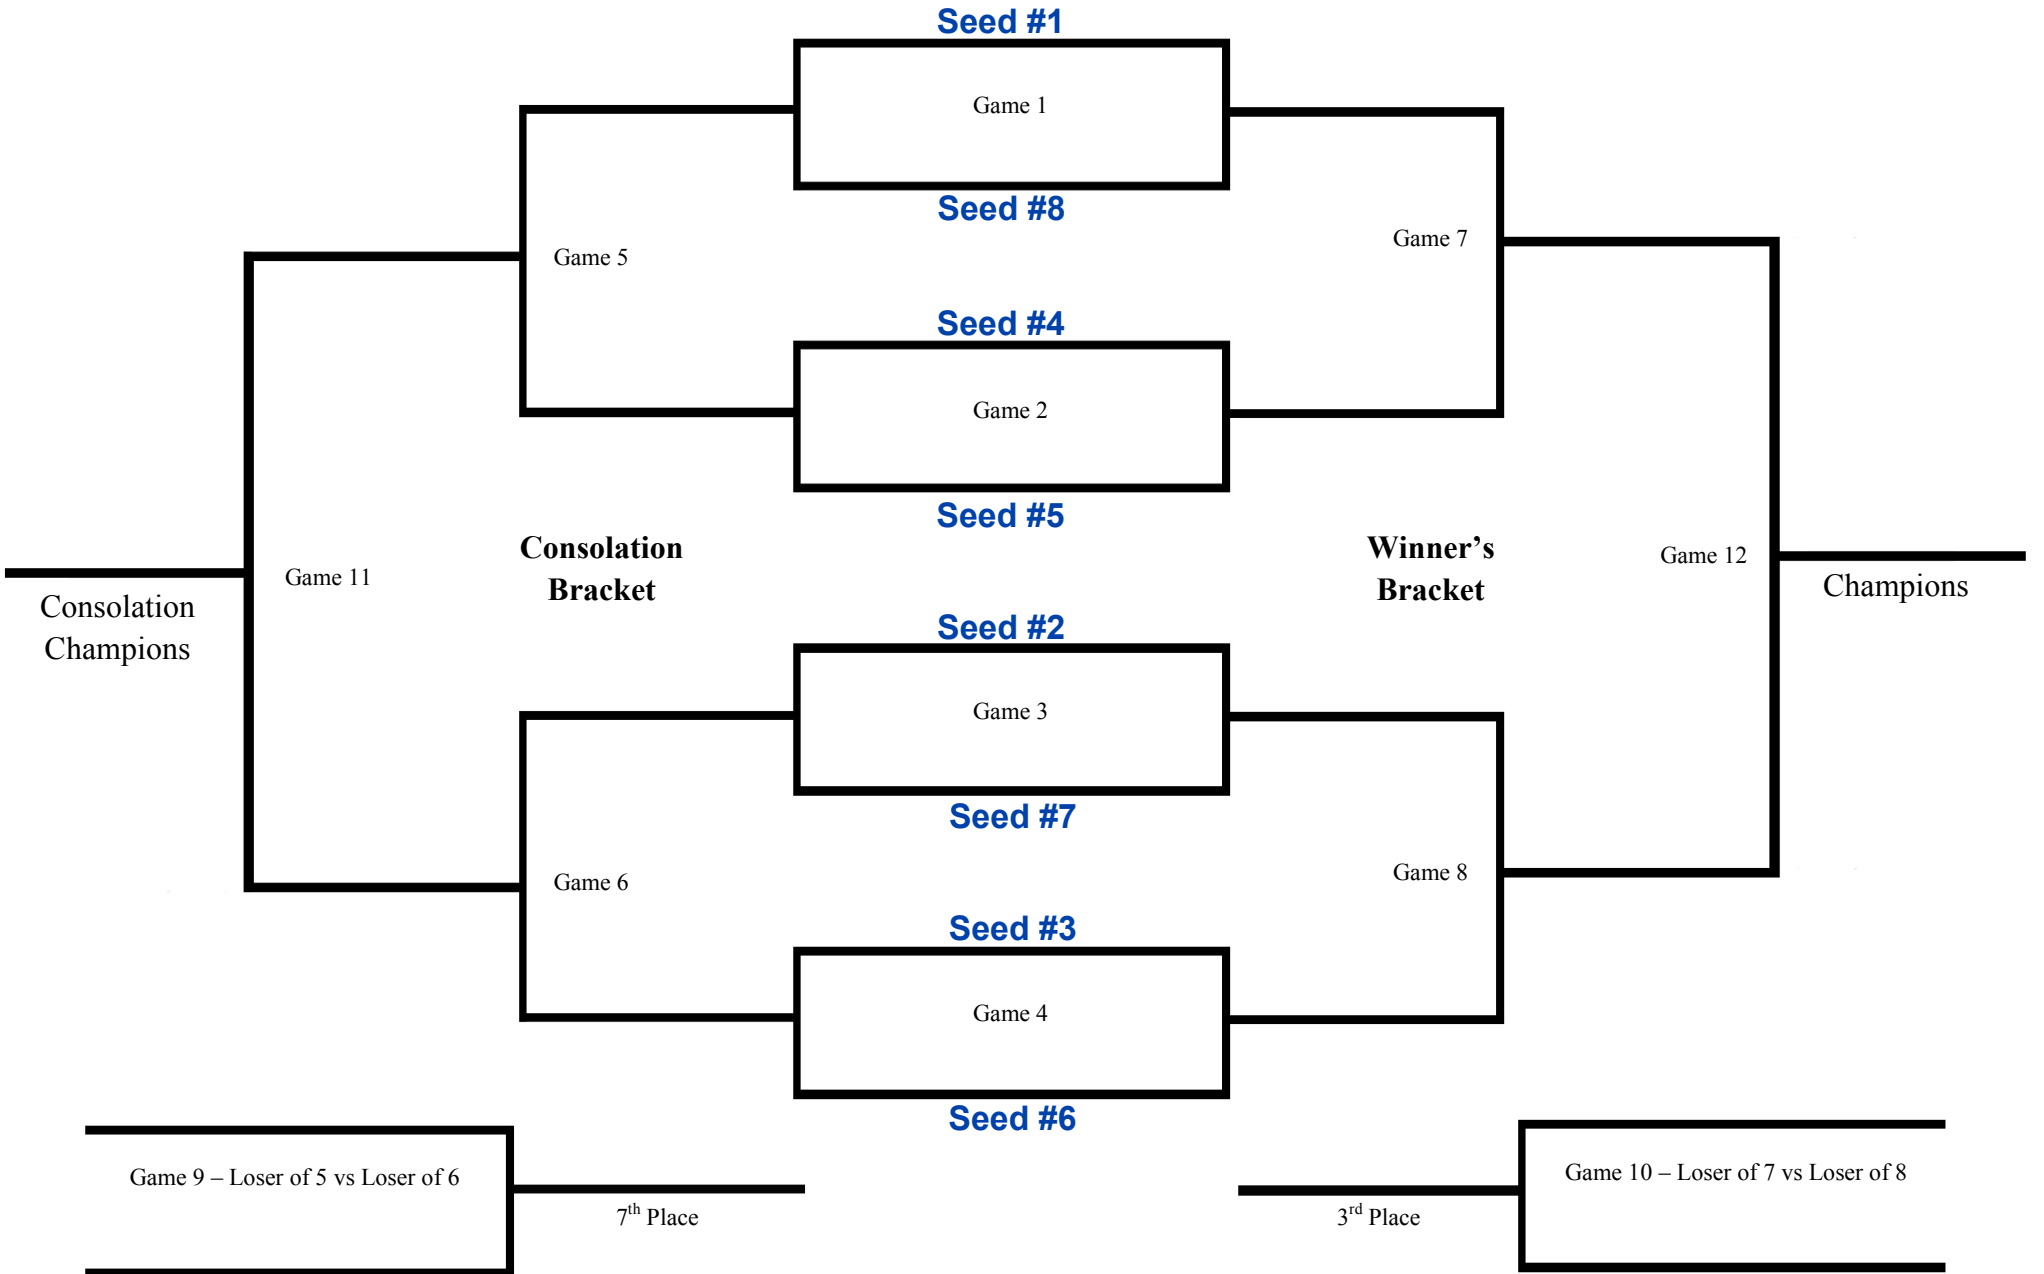 Seed #1
Game 1
Seed #8
Game 7
Game 5
Seed #4
Game 2
Seed #5
Consolation
Bracket
Winner’s
Bracket
Game 12
Game 11
Champions
Consolation
Champions
Seed #2
Game 3
Seed #7
Game 8
Game 6
Seed #3
Game 4
Seed #6
Game 9 – Loser of 5 vs Loser of 6
7th Place
Game 10 – Loser of 7 vs Loser of 8
3rd Place